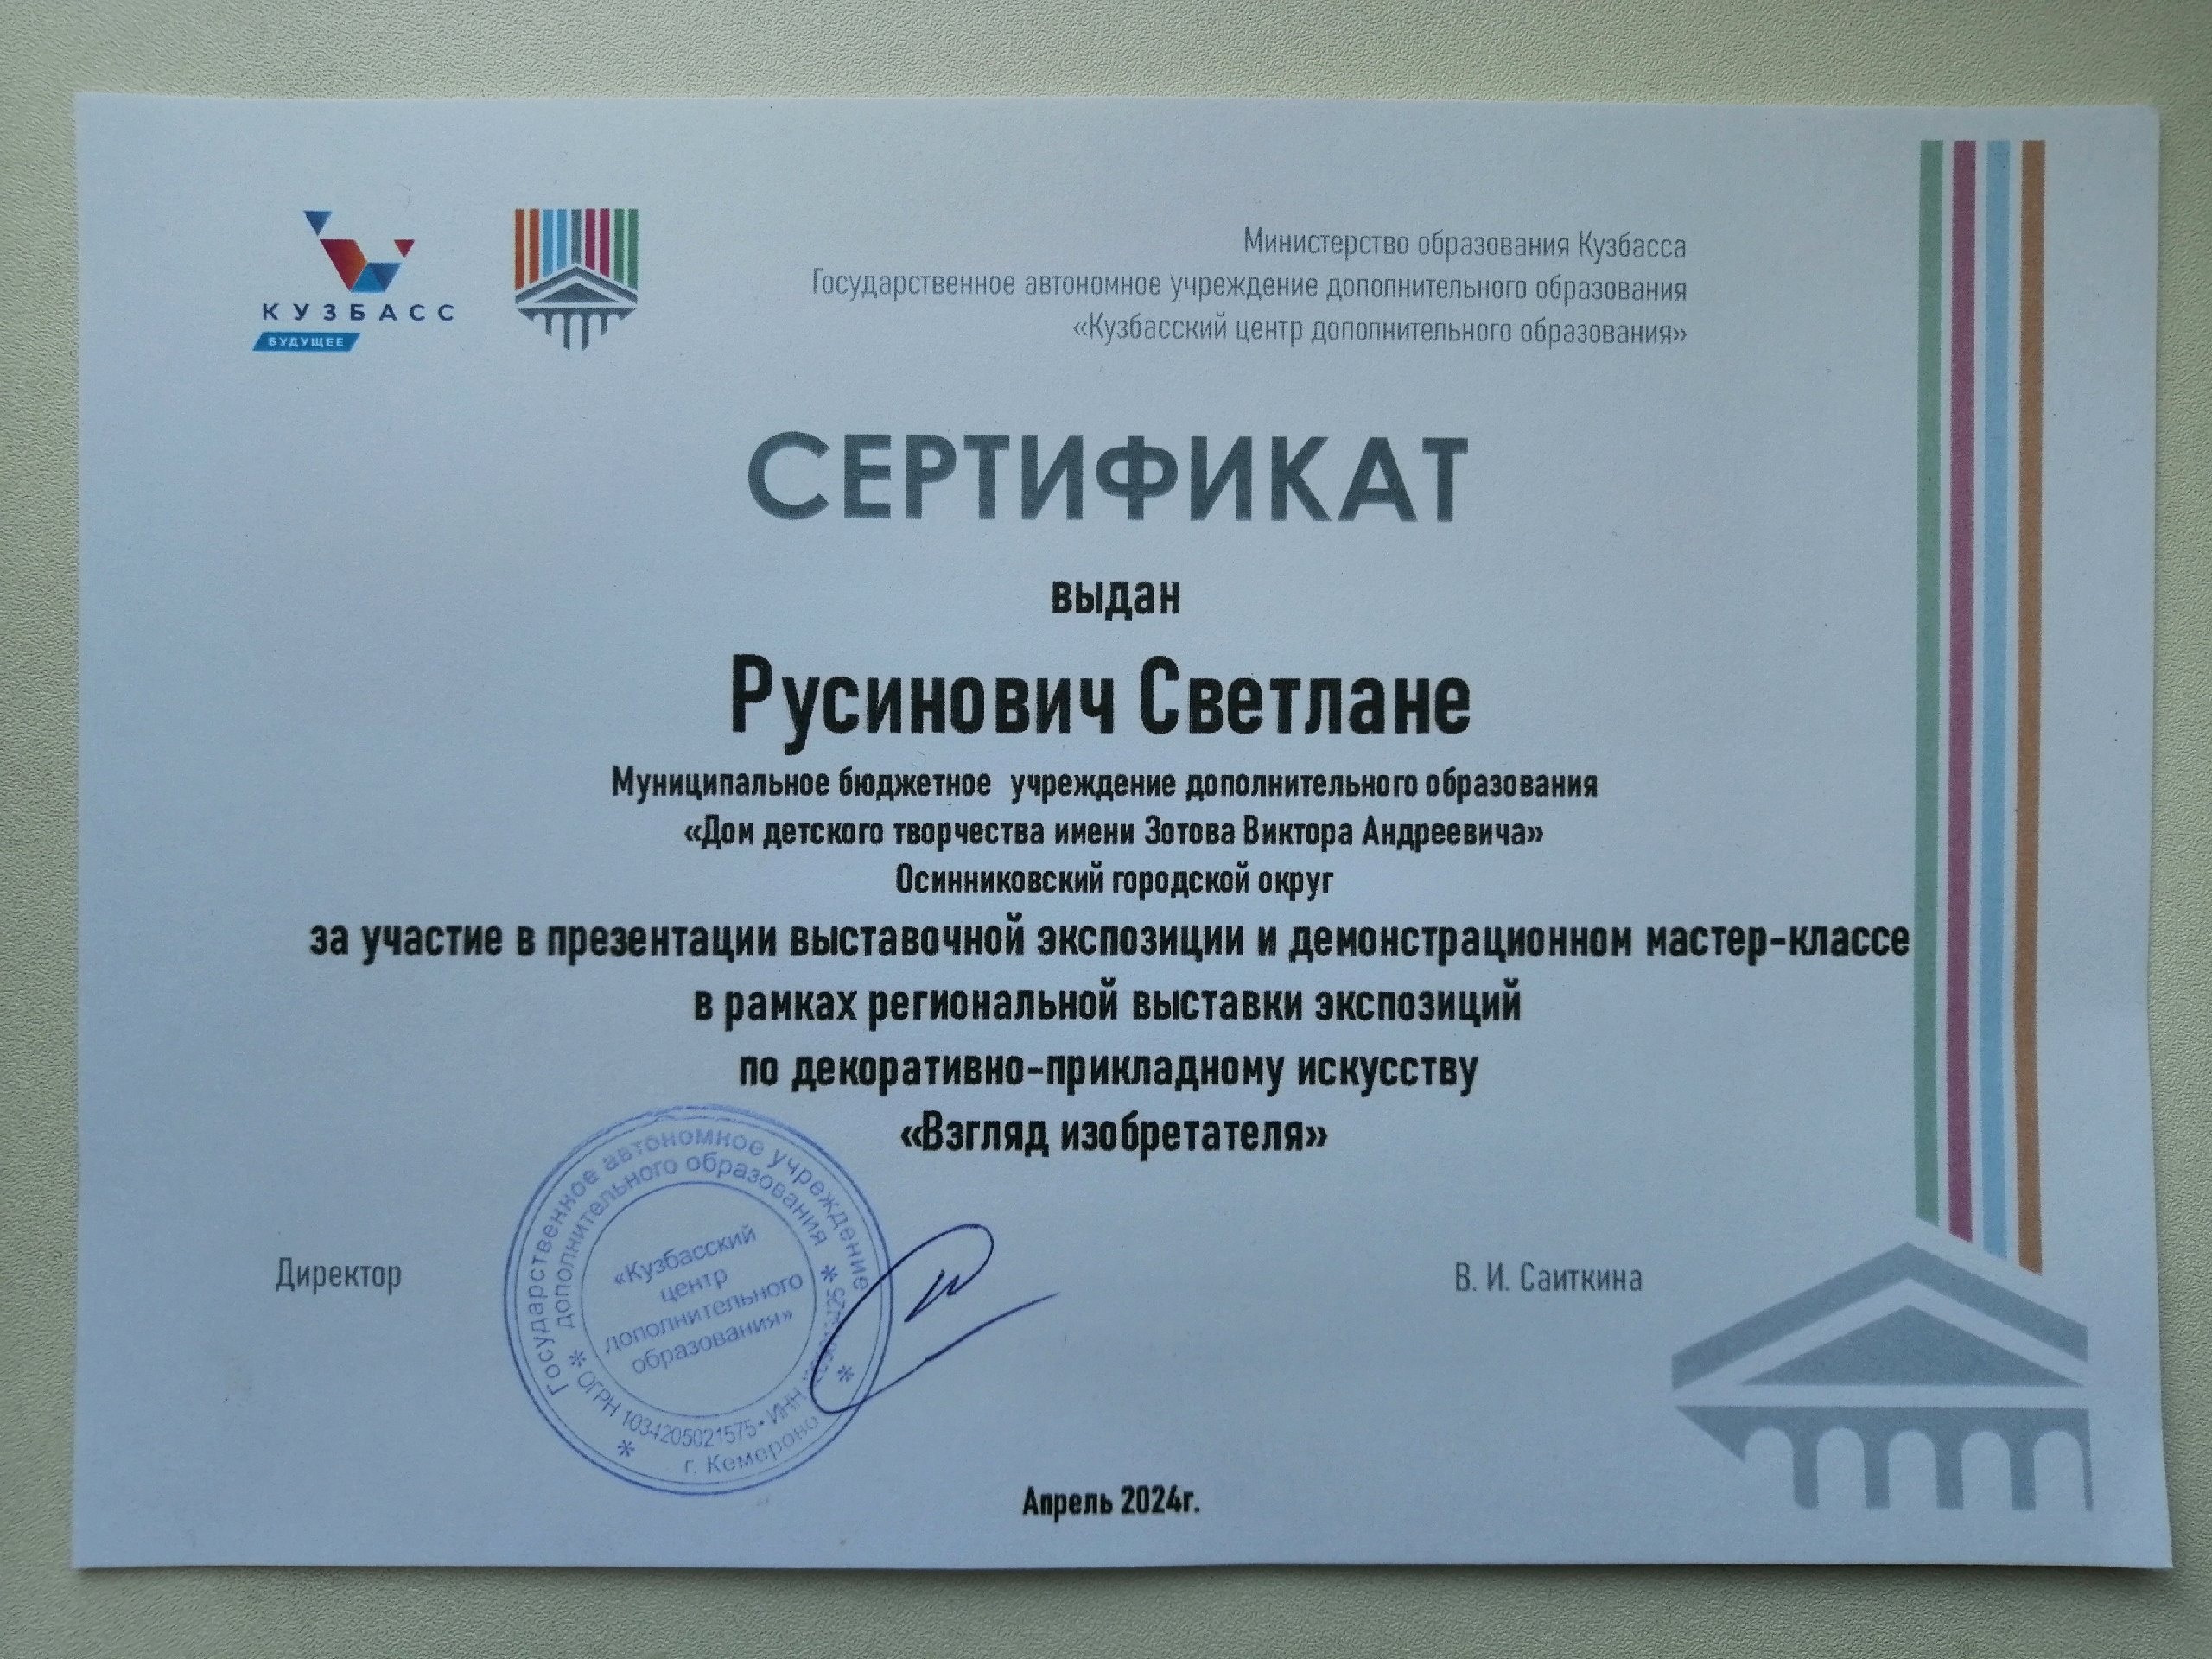 КУЗБАСС
БУДУЩЕЕ
Министерство образования Кузбасса
Государственное автономное учреждение дополнительного образования
«Кузбасский центр дополнительного образования»
СЕРТИФИКАТ
выдан
Русинович Светлане
Муниципальное бюджетное учреждение дополнительного образования
«Дом детского творчества имени Зотова Виктора Андреевича»
Осинниковский городской округ
за участие в презентации выставочной экспозиции и демонстрационном мастер-классе
в рамках региональной выставки экспозиций
по декоративно-прикладному искусству
«Взгляд изобретателя»
Директор
Государственное автономное учреждение
дополнительного образования
«Кузбасский
центр
дополнительного
образования»
* ОГРН 1034205021575 • ИНН
г. Кемерово
В. И. Саиткина
Апрель 2024г.